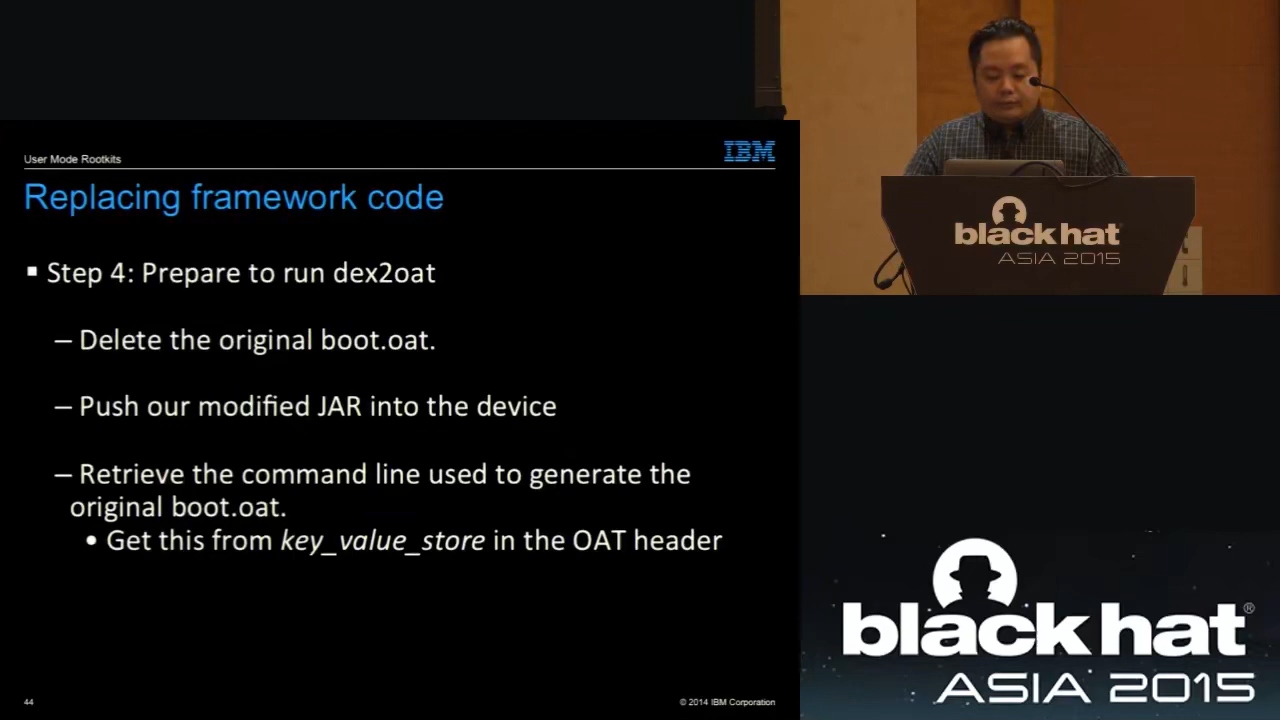 User Mode Rootkits
IBM
Replacing framework code
▪ Step 4: Prepare to run dex2oat
– Delete the original boot.oat.
– Push our modified JAR into the device
– Retrieve the command line used to generate the
original boot.oat.
• Get this from key_value_store in the OAT header
44
© 2014 IBM Corporation
black hat
ASIA 2015
black hat®
ASIA 2015